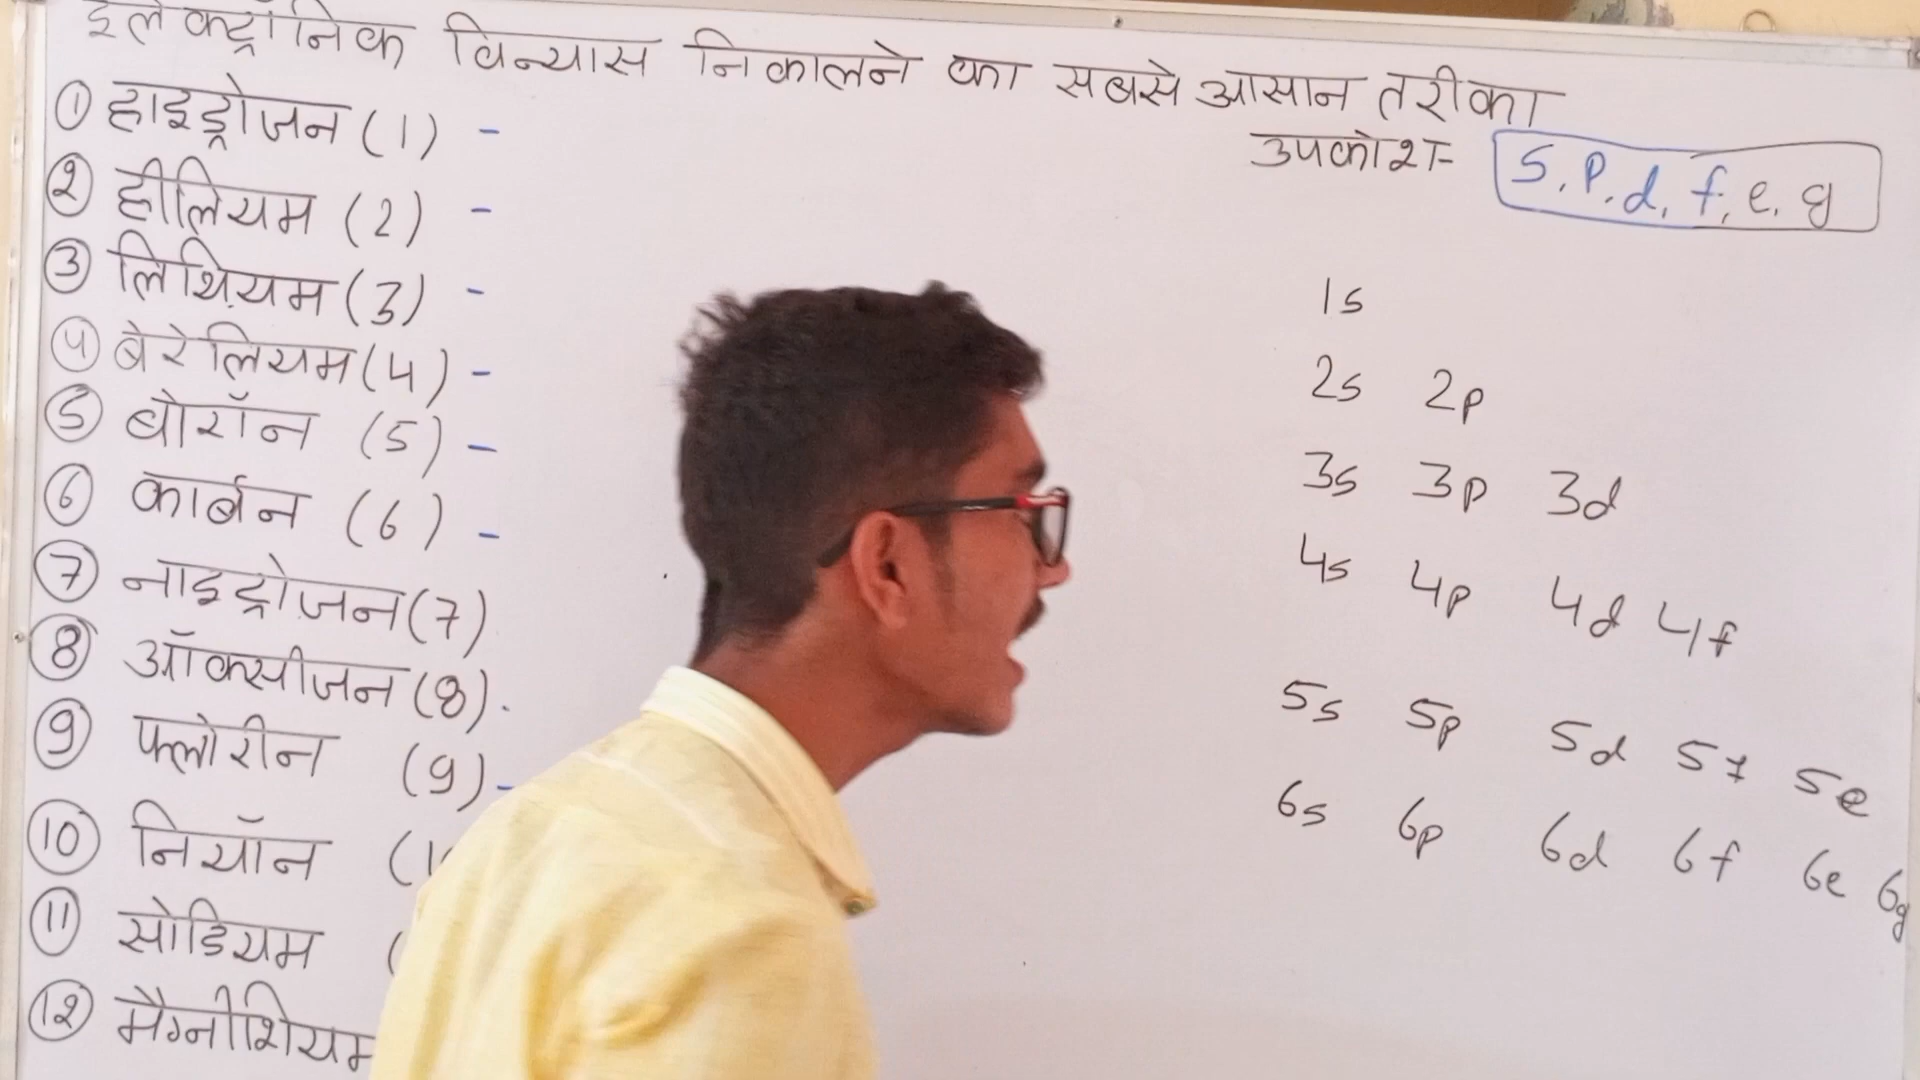 इलेक्ट्रॉनिक विन्यास निकालने का सबसे आसान तरीका
① हाइड्रोजन (1) -
② हीलियम (2) -
③ लिथियम (3) -
④ बेरेलियम (4) -
⑤ बोरॉन (5) -
⑥ कार्बन (6) -
⑦ नाइट्रोजन (7)
⑧ ऑक्सीजन (8) -
⑨ फ्लोरीन (9) -
⑩ नियॉन (1
⑪ सोडियम (
⑫ मैग्नीशियम
उपकोश- s, p, d, f, e, g
1s
2s 2p
3s 3p 3d
4s 4p 4d 4f
5s 5p 5d 5f 5e
6s 6p 6d 6f 6e 6g